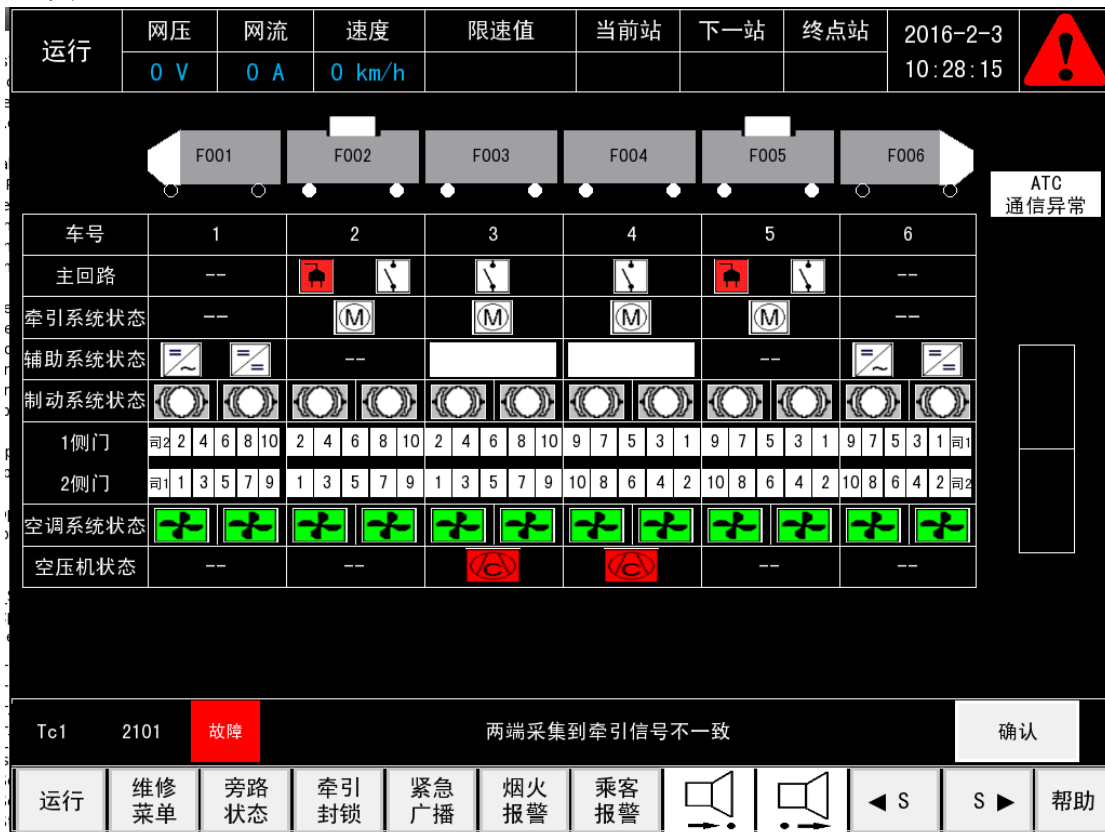 运行 网压 网流 速度 限速值 当前站 下一站 终点站 2016-2-3
0 V 0 A 0 km/h 10:28:15
F001 F002 F003 F004 F005 F006
ATC
通信异常
车号 1 2 3 4 5 6
主回路 -- --
牵引系统状态 -- M M M M --
辅助系统状态 -- --
制动系统状态
1侧门 司2 2 4 6 8 10 2 4 6 8 10 2 4 6 8 10 9 7 5 3 1 9 7 5 3 1 9 7 5 3 1 司1
2侧门 司1 1 3 5 7 9 1 3 5 7 9 1 3 5 7 9 10 8 6 4 2 10 8 6 4 2 10 8 6 4 2 司2
空调系统状态
空压机状态 -- -- C C -- --
Tc1 2101 故障 两端采集到牵引信号不一致 确认
运行 维修菜单 旁路状态 牵引封锁 紧急广播 烟火报警 乘客报警 ◀ S S ▶ 帮助